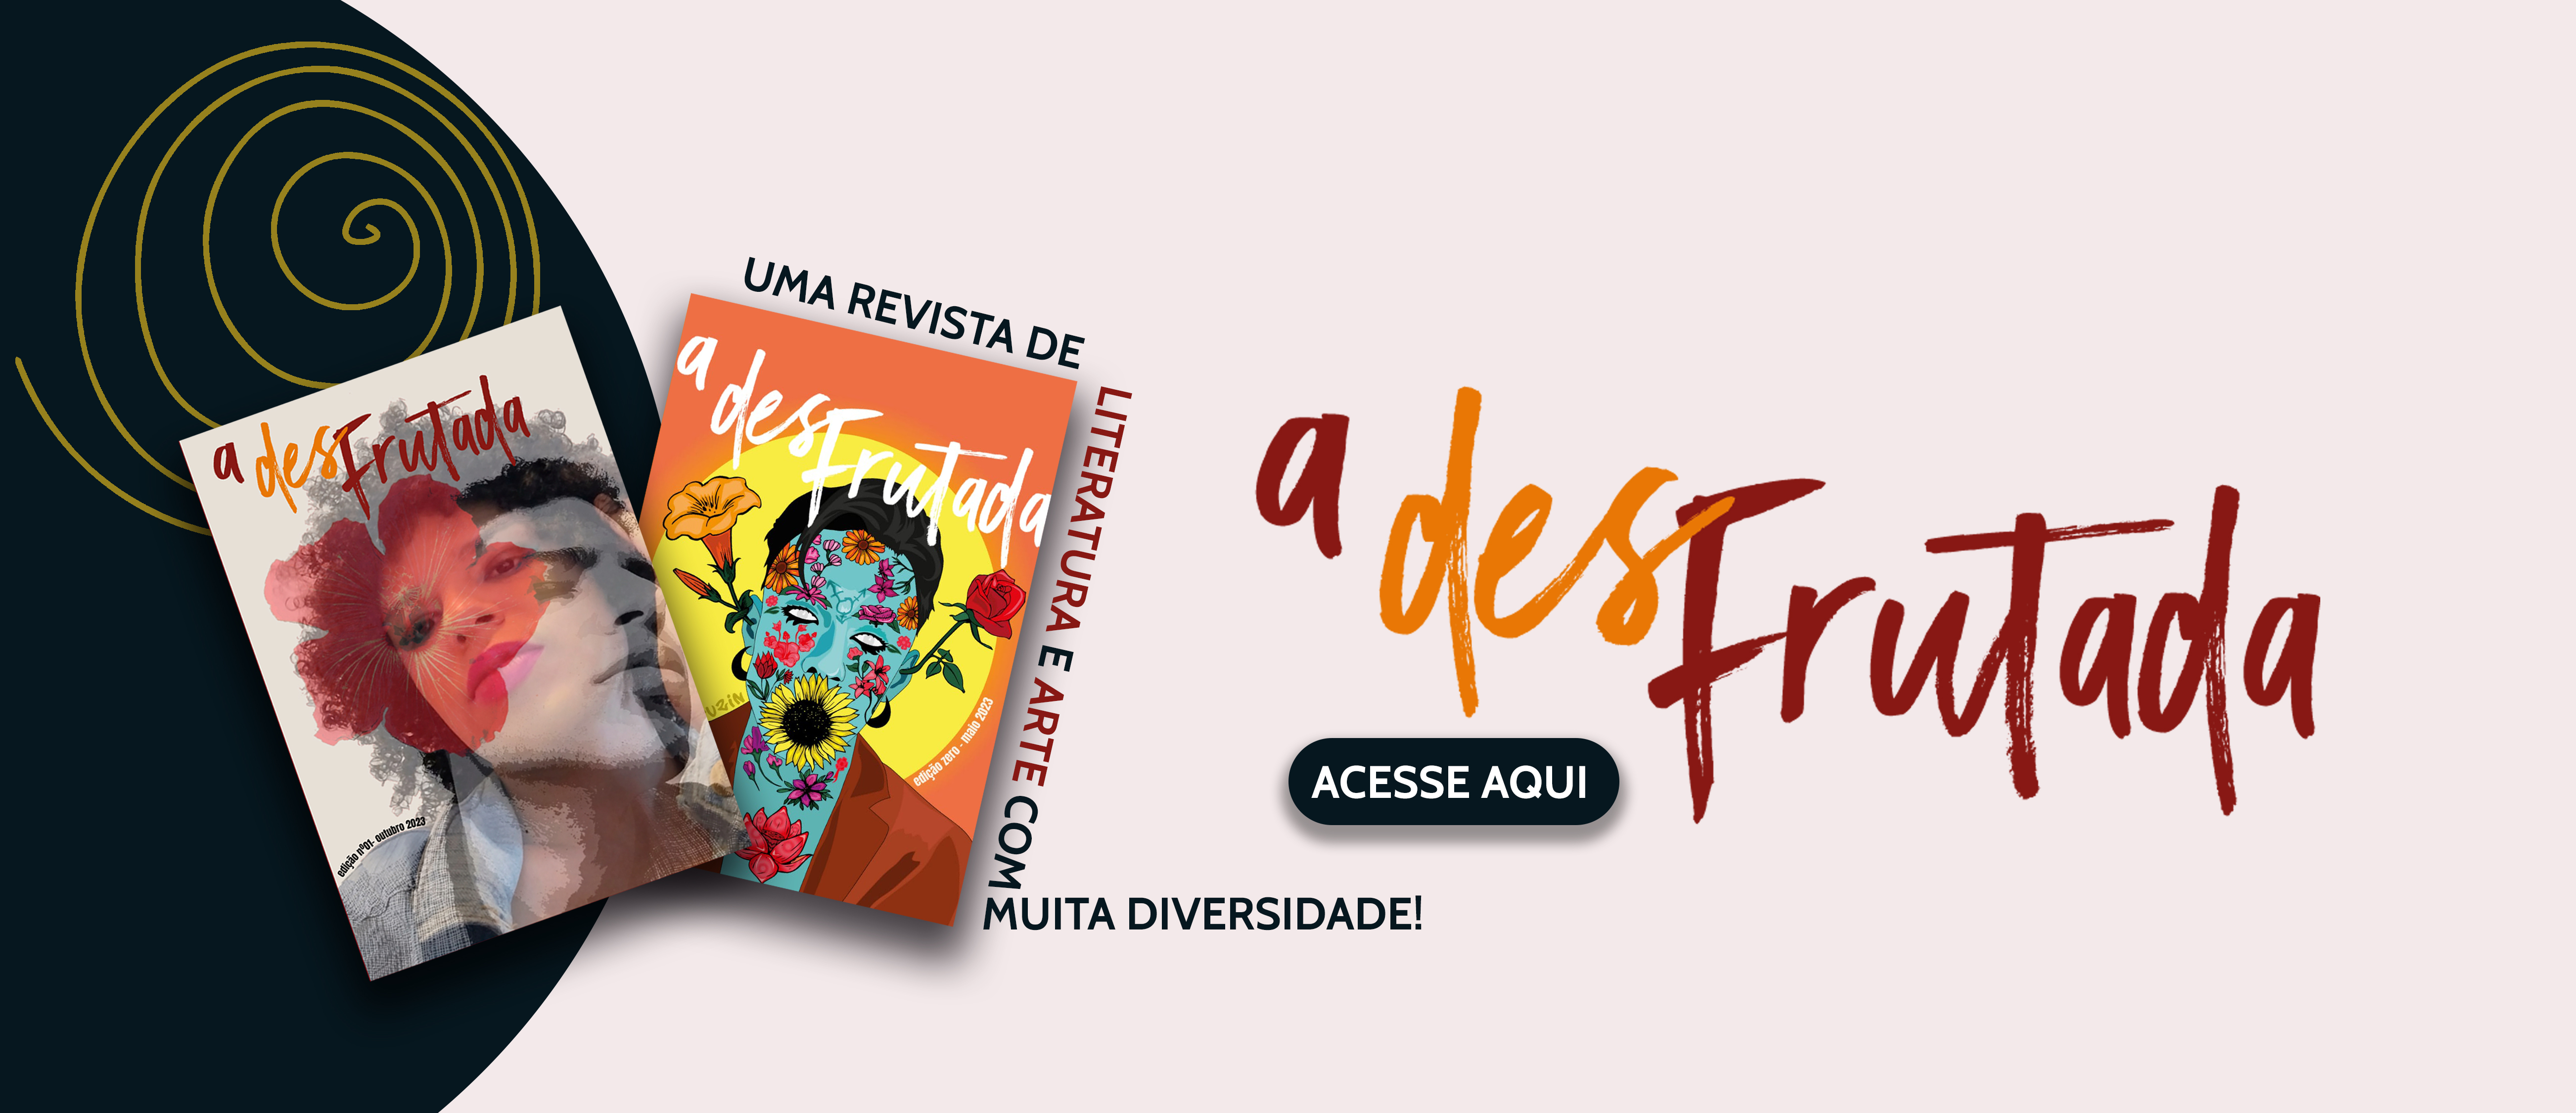 a desFrutada
edição nº01- outubro 2023
a desFrutada
edição zero - maio 2023
UMA REVISTA DE
LITERATURA E ARTE COM
MUITA DIVERSIDADE!
a desFrutada
ACESSE AQUI